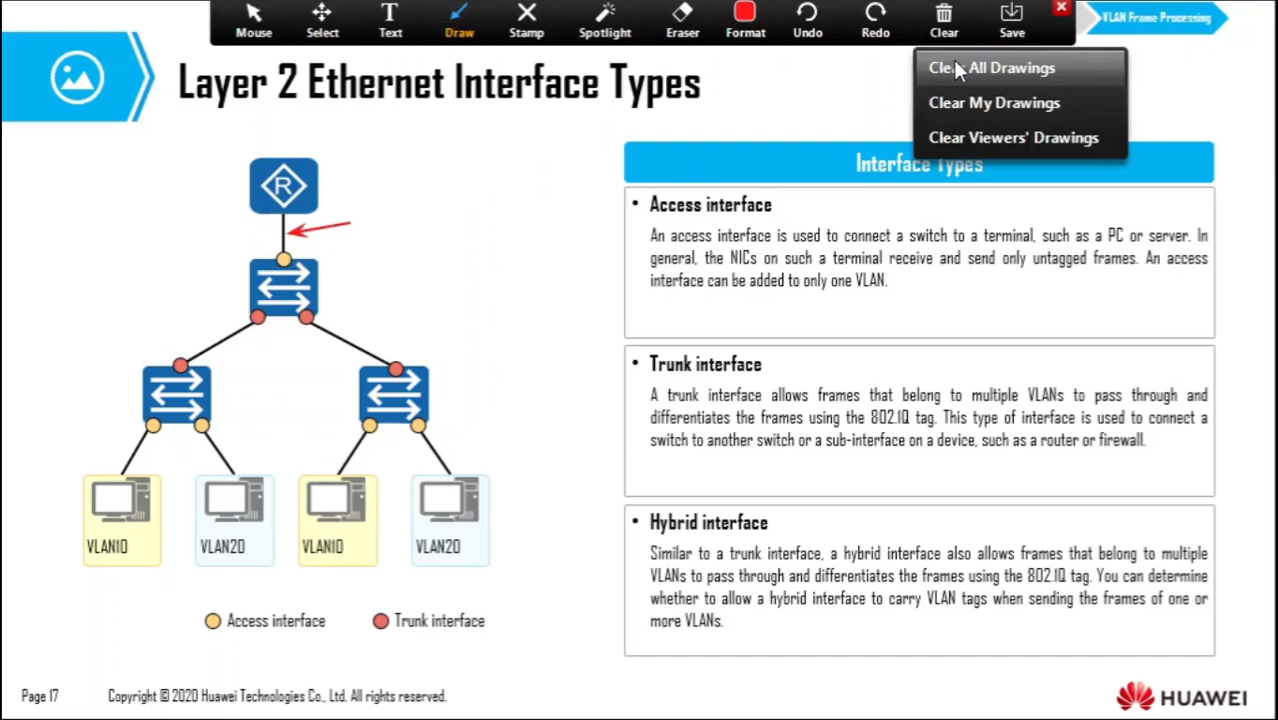 Mouse
Select
Text
Draw
Stamp
Spotlight
Eraser
Format
Undo
Redo
Clear
Save
VLAN Frame Processing
Clear All Drawings
Clear My Drawings
Clear Viewers' Drawings
Layer 2 Ethernet Interface Types
R
VLAN10
VLAN20
VLAN10
VLAN20
Access interface
Trunk interface
Interface Types
• Access interface
An access interface is used to connect a switch to a terminal, such as a PC or server. In
general, the NICs on such a terminal receive and send only untagged frames. An access
interface can be added to only one VLAN.
• Trunk interface
A trunk interface allows frames that belong to multiple VLANs to pass through and
differentiates the frames using the 802.1Q tag. This type of interface is used to connect a
switch to another switch or a sub-interface on a device, such as a router or firewall.
• Hybrid interface
Similar to a trunk interface, a hybrid interface also allows frames that belong to multiple
VLANs to pass through and differentiates the frames using the 802.1Q tag. You can determine
whether to allow a hybrid interface to carry VLAN tags when sending the frames of one or
more VLANs.
Page 17
Copyright © 2020 Huawei Technologies Co., Ltd. All rights reserved.
HUAWEI